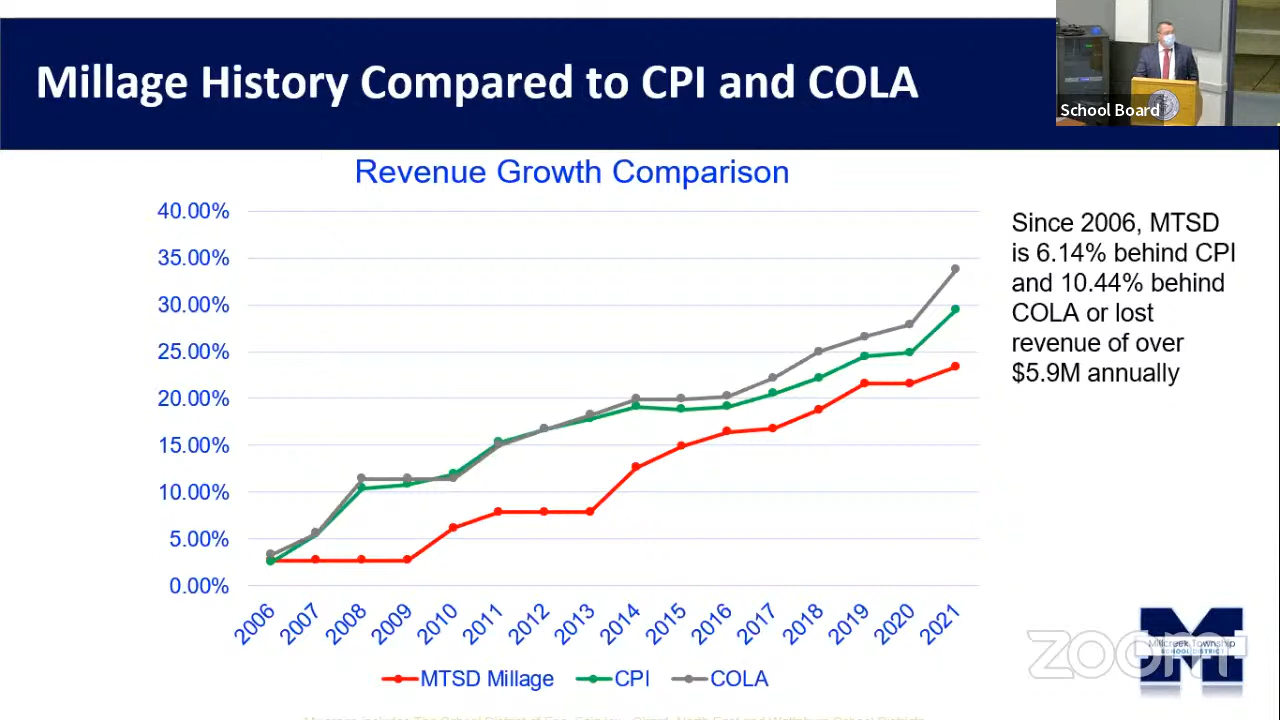 Millage History Compared to CPI and COLA
School Board
Revenue Growth Comparison
40.00%
35.00%
30.00%
25.00%
20.00%
15.00%
10.00%
5.00%
0.00%
2006
2007
2008
2009
2010
2011
2012
2013
2014
2015
2016
2017
2018
2019
2020
2021
MTSD Millage
CPI
COLA
Since 2006, MTSD
is 6.14% behind CPI
and 10.44% behind
COLA or lost
revenue of over
$5.9M annually
M
Millcreek Township
SCHOOL DISTRICT
zoom